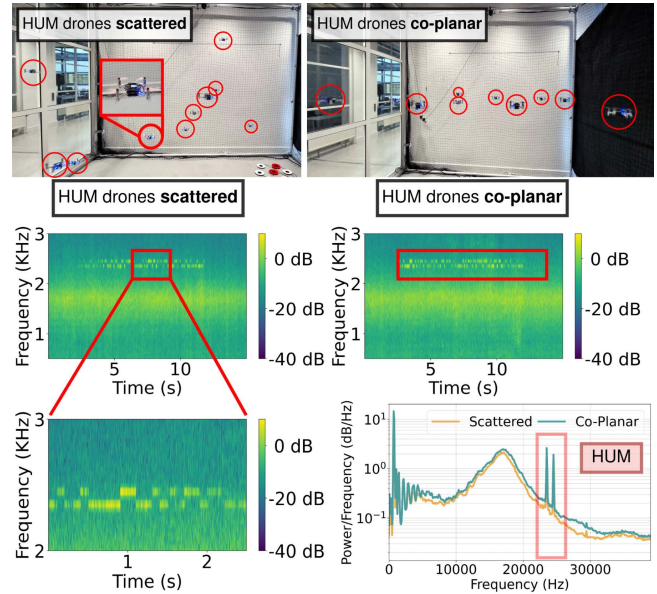 HUM drones scattered
HUM drones co-planar
HUM drones scattered
HUM drones co-planar
Frequency (KHz)
3
2
1
5
10
Time (s)
0 dB
-20 dB
-40 dB
Frequency (KHz)
3
2
1
5
10
Time (s)
0 dB
-20 dB
-40 dB
Frequency (KHz)
3
2
1
2
Time (s)
0 dB
-20 dB
-40 dB
Power/Frequency (dB/Hz)
10¹
10⁰
10⁻¹
Scattered
Co-Planar
HUM
0
10000
20000
30000
Frequency (Hz)